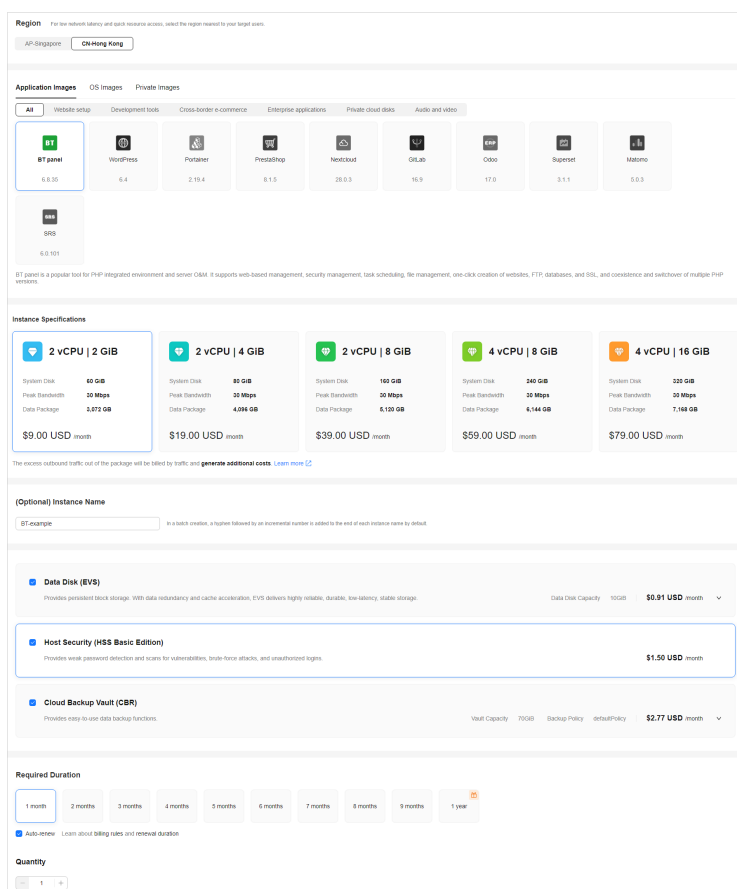 Region For low network latency and quick resource access, select the region nearest to your target users.
AP-Singapore CN-Hong Kong
Application Images OS Images Private Images
All Website setup Development tools Cross-border e-commerce Enterprise applications Private cloud disks Audio and video
BT ERP
BT panel WordPress Portainer PrestaShop Nextcloud GitLab Odoo Superset Matomo
6.8.35 6.4 2.19.4 8.1.5 28.0.3 16.9 17.0 3.1.1 5.0.3
SRS
SRS
6.0.101
BT panel is a popular tool for PHP integrated environment and server O&M. It supports web-based management, security management, task scheduling, file management, one-click creation of websites, FTP, databases, and SSL, and coexistence and switchover of multiple PHP
versions.
Instance Specifications
2 vCPU | 2 GiB 2 vCPU | 4 GiB 2 vCPU | 8 GiB 4 vCPU | 8 GiB 4 vCPU | 16 GiB
System Disk 60 GiB System Disk 80 GiB System Disk 160 GiB System Disk 240 GiB System Disk 320 GiB
Peak Bandwidth 30 Mbps Peak Bandwidth 30 Mbps Peak Bandwidth 30 Mbps Peak Bandwidth 30 Mbps Peak Bandwidth 30 Mbps
Data Package 3,072 GB Data Package 4,096 GB Data Package 5,120 GB Data Package 6,144 GB Data Package 7,168 GB
$9.00 USD /month $19.00 USD /month $39.00 USD /month $59.00 USD /month $79.00 USD /month
The excess outbound traffic out of the package will be billed by traffic and generate additional costs. Learn more
(Optional) Instance Name
BT-example In a batch creation, a hyphen followed by an incremental number is added to the end of each instance name by default.
Data Disk (EVS)
Provides persistent block storage. With data redundancy and cache acceleration, EVS delivers highly reliable, durable, low-latency, stable storage. Data Disk Capacity 10GiB $0.91 USD /month
Host Security (HSS Basic Edition)
Provides weak password detection and scans for vulnerabilities, brute-force attacks, and unauthorized logins. $1.50 USD /month
Cloud Backup Vault (CBR)
Provides easy-to-use data backup functions. Vault Capacity 70GiB Backup Policy defaultPolicy $2.77 USD /month
Required Duration
1 month 2 months 3 months 4 months 5 months 6 months 7 months 8 months 9 months 1 year
Auto-renew Learn about billing rules and renewal duration
Quantity
− 1 +